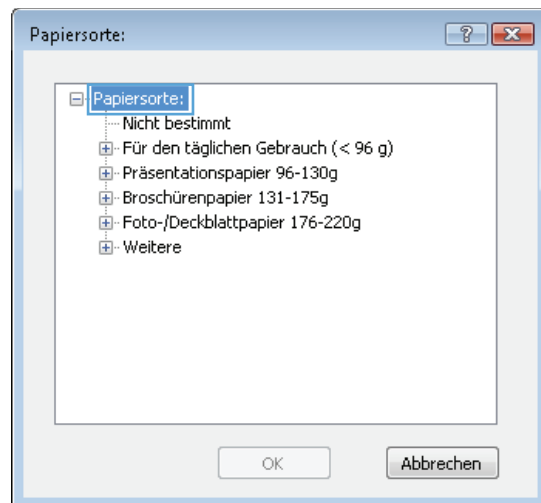 Papiersorte:
Papiersorte:
Nicht bestimmt
Für den täglichen Gebrauch (< 96 g)
Präsentationspapier 96-130g
Broschürenpapier 131-175g
Foto-/Deckblattpapier 176-220g
Weitere
OK
Abbrechen